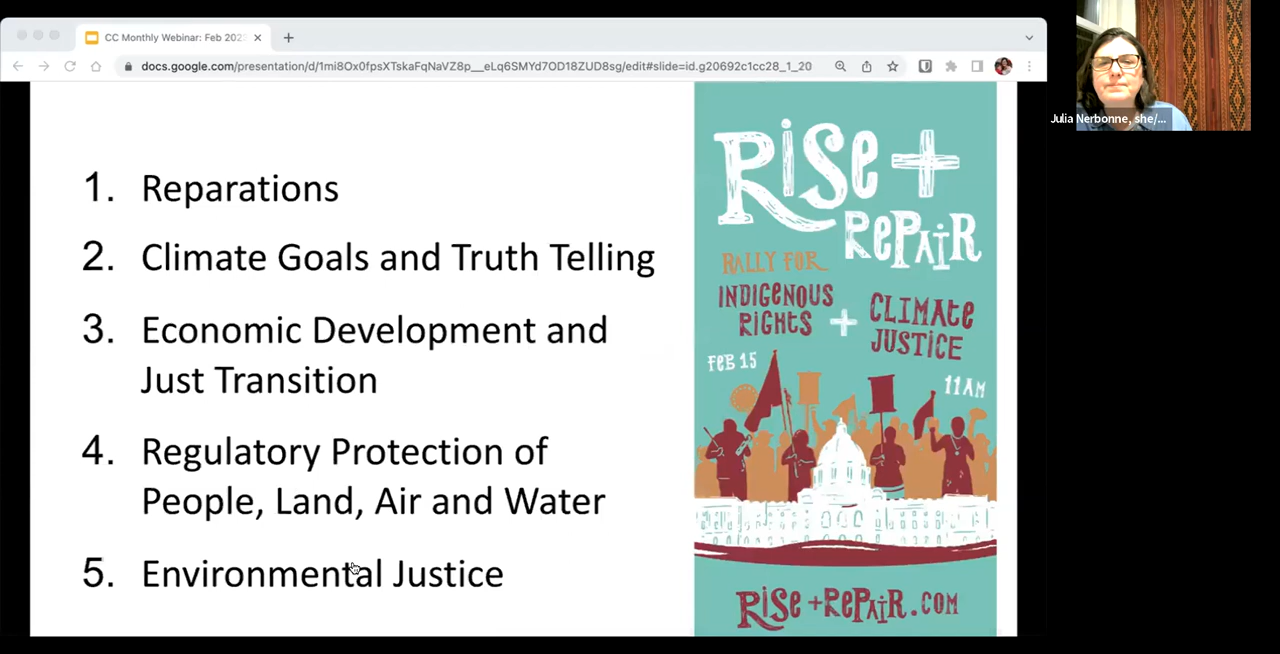 CC Monthly Webinar: Feb 202
docs.google.com/presentation/d/1mi8Ox0fpsXTskaFqNaVZ8p__eLq6SMYd7OD18ZUD8sg/edit#slide=id.g20692c1cc28_1_20
Julia Nerbonne, she/...
1. Reparations
2. Climate Goals and Truth Telling
3. Economic Development and
Just Transition
4. Regulatory Protection of
People, Land, Air and Water
5. Environmental Justice
RISE +
REPAIR
RALLY FOR
INDIGENOUS
RIGHTS + CLIMATE
JUSTICE
FEB 15
11AM
RISE+REPAIR.COM